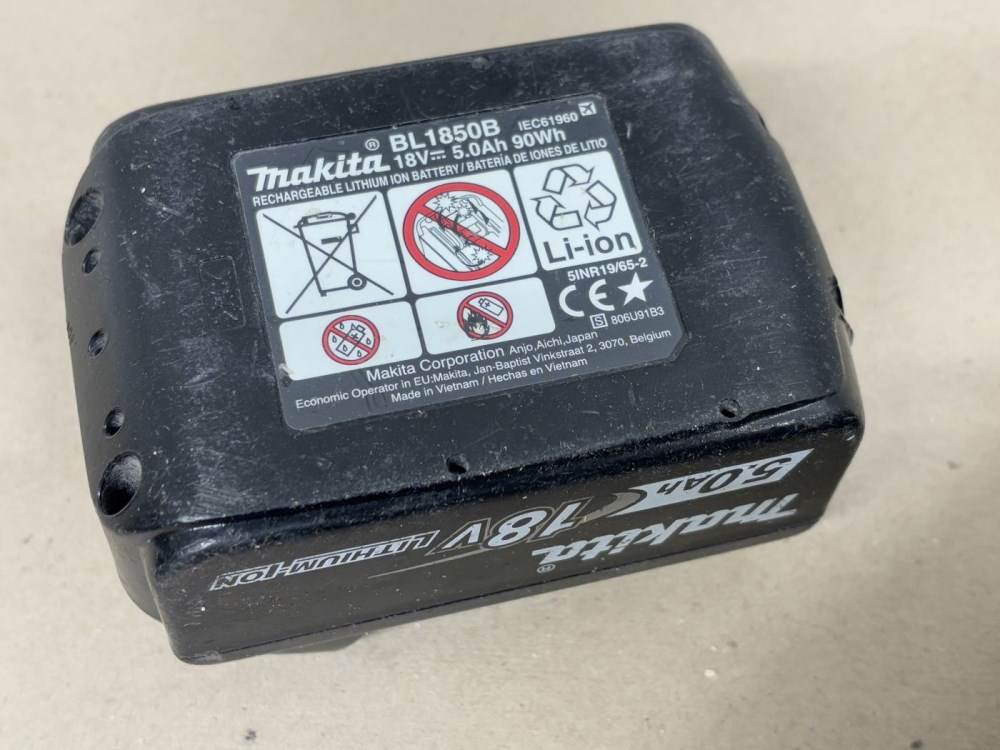 makita® BL1850B IEC61960
18V⎓ 5.0Ah 90Wh
RECHARGEABLE LITHIUM ION BATTERY / BATERÍA DE IONES DE LITIO
Li-ion
5INR19/65-2
CE
S 806U91B3
Makita Corporation Anjo,Aichi,Japan
Economic Operator in EU:Makita, Jan-Baptist Vinkstraat 2, 3070, Belgium
Made in Vietnam / Hechas en Vietnam
makita®
5.0Ah
18V LITHIUM-ION